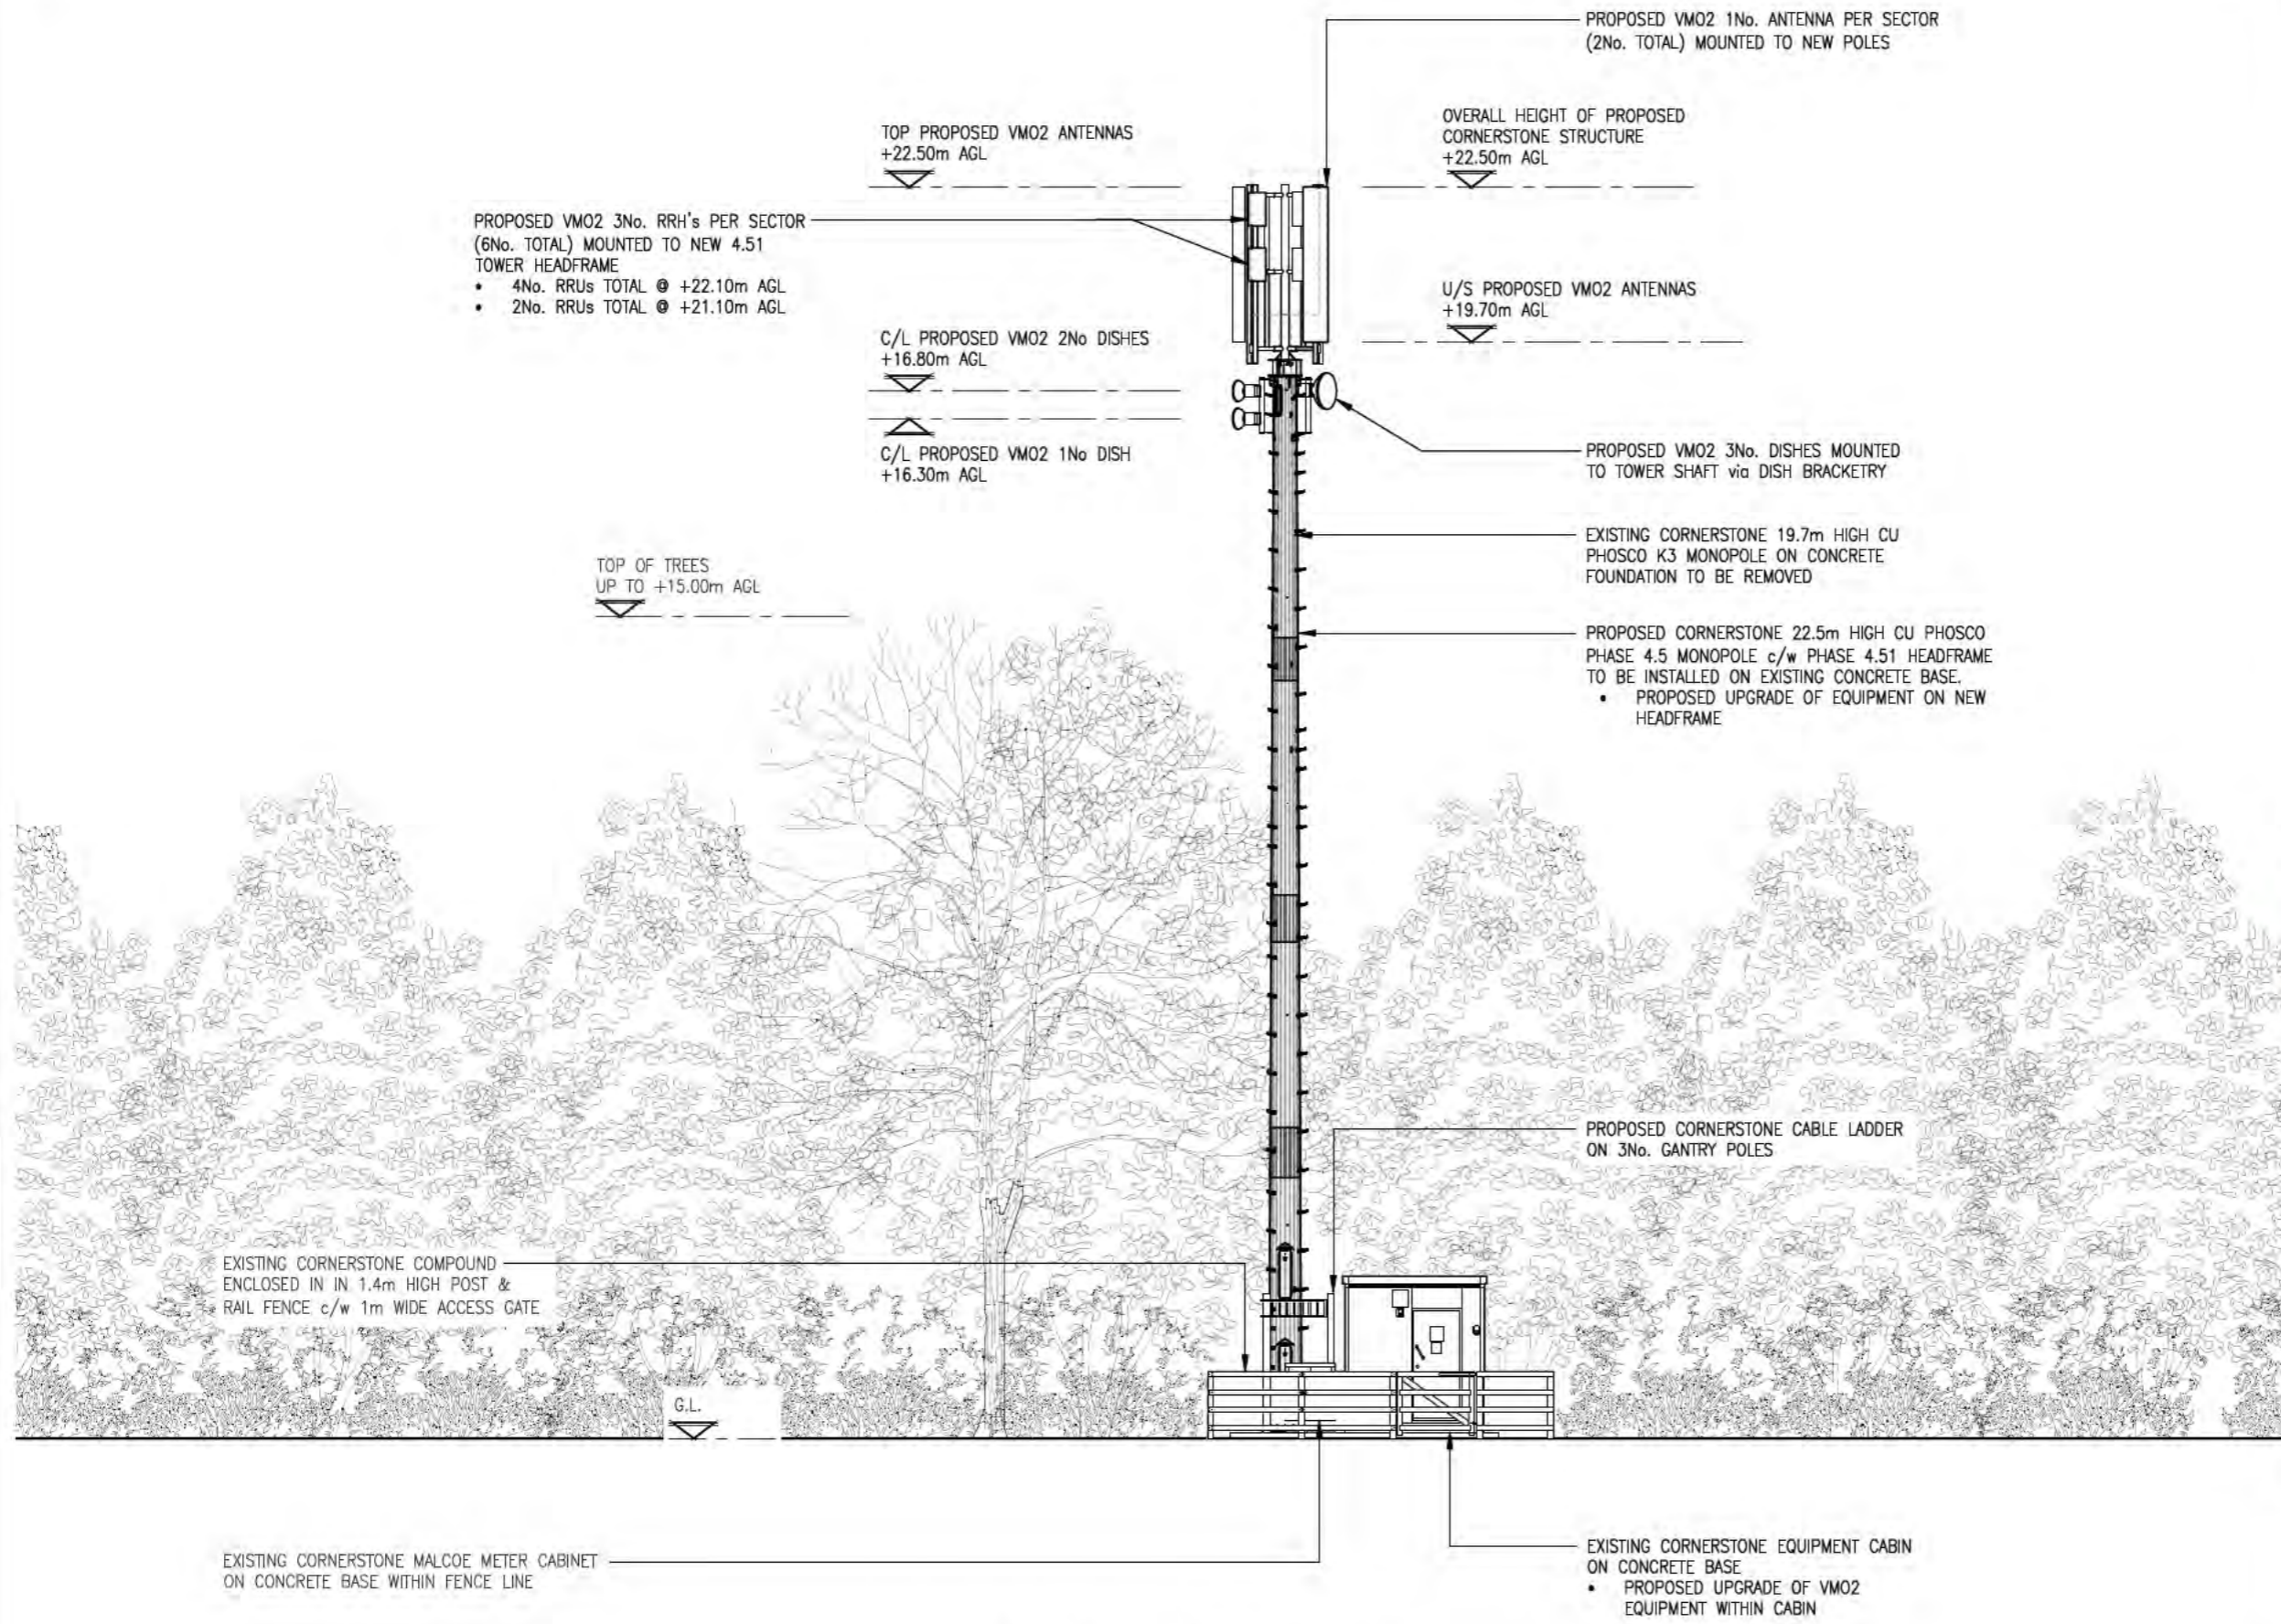 PROPOSED VMO2 1No. ANTENNA PER SECTOR
(2No. TOTAL) MOUNTED TO NEW POLES
TOP PROPOSED VMO2 ANTENNAS
+22.50m AGL
OVERALL HEIGHT OF PROPOSED
CORNERSTONE STRUCTURE
+22.50m AGL
PROPOSED VMO2 3No. RRH's PER SECTOR
(6No. TOTAL) MOUNTED TO NEW 4.51
TOWER HEADFRAME
• 4No. RRUs TOTAL @ +22.10m AGL
• 2No. RRUs TOTAL @ +21.10m AGL
U/S PROPOSED VMO2 ANTENNAS
+19.70m AGL
C/L PROPOSED VMO2 2No DISHES
+16.80m AGL
C/L PROPOSED VMO2 1No DISH
+16.30m AGL
PROPOSED VMO2 3No. DISHES MOUNTED
TO TOWER SHAFT via DISH BRACKETRY
EXISTING CORNERSTONE 19.7m HIGH CU
PHOSCO K3 MONOPOLE ON CONCRETE
FOUNDATION TO BE REMOVED
TOP OF TREES
UP TO +15.00m AGL
PROPOSED CORNERSTONE 22.5m HIGH CU PHOSCO
PHASE 4.5 MONOPOLE c/w PHASE 4.51 HEADFRAME
TO BE INSTALLED ON EXISTING CONCRETE BASE.
• PROPOSED UPGRADE OF EQUIPMENT ON NEW
HEADFRAME
PROPOSED CORNERSTONE CABLE LADDER
ON 3No. GANTRY POLES
EXISTING CORNERSTONE COMPOUND
ENCLOSED IN IN 1.4m HIGH POST &
RAIL FENCE c/w 1m WIDE ACCESS GATE
G.L.
EXISTING CORNERSTONE MALCOE METER CABINET
ON CONCRETE BASE WITHIN FENCE LINE
EXISTING CORNERSTONE EQUIPMENT CABIN
ON CONCRETE BASE
• PROPOSED UPGRADE OF VMO2
EQUIPMENT WITHIN CABIN